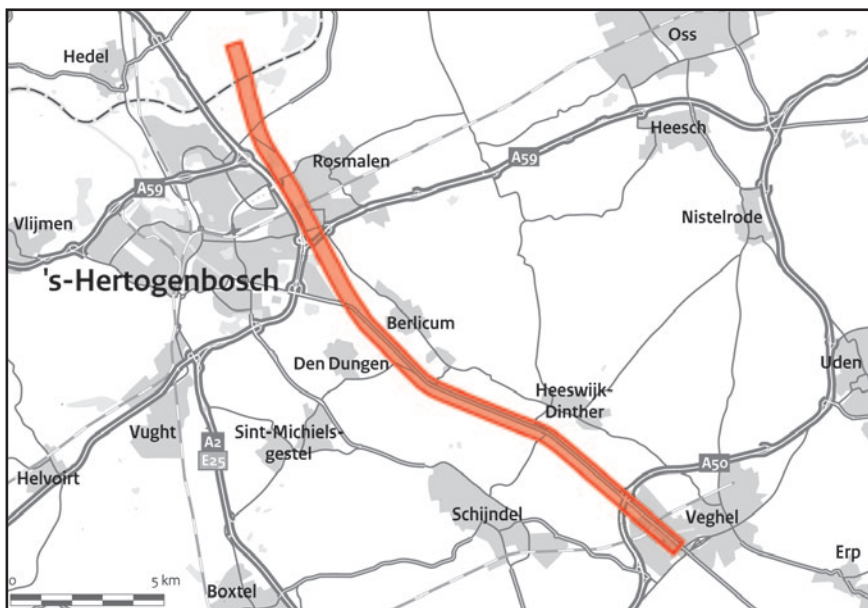 Hedel
Oss
Heesch
Rosmalen
A59
A59
Vlijmen
Nistelrode
's-Hertogenbosch
Berlicum
Den Dungen
Uden
Heeswijk-
Dinther
Vught
A2
E25
Sint-Michiels-
gestel
A50
Helvoirt
Schijndel
Veghel
Erp
0
5 km
Boxtel